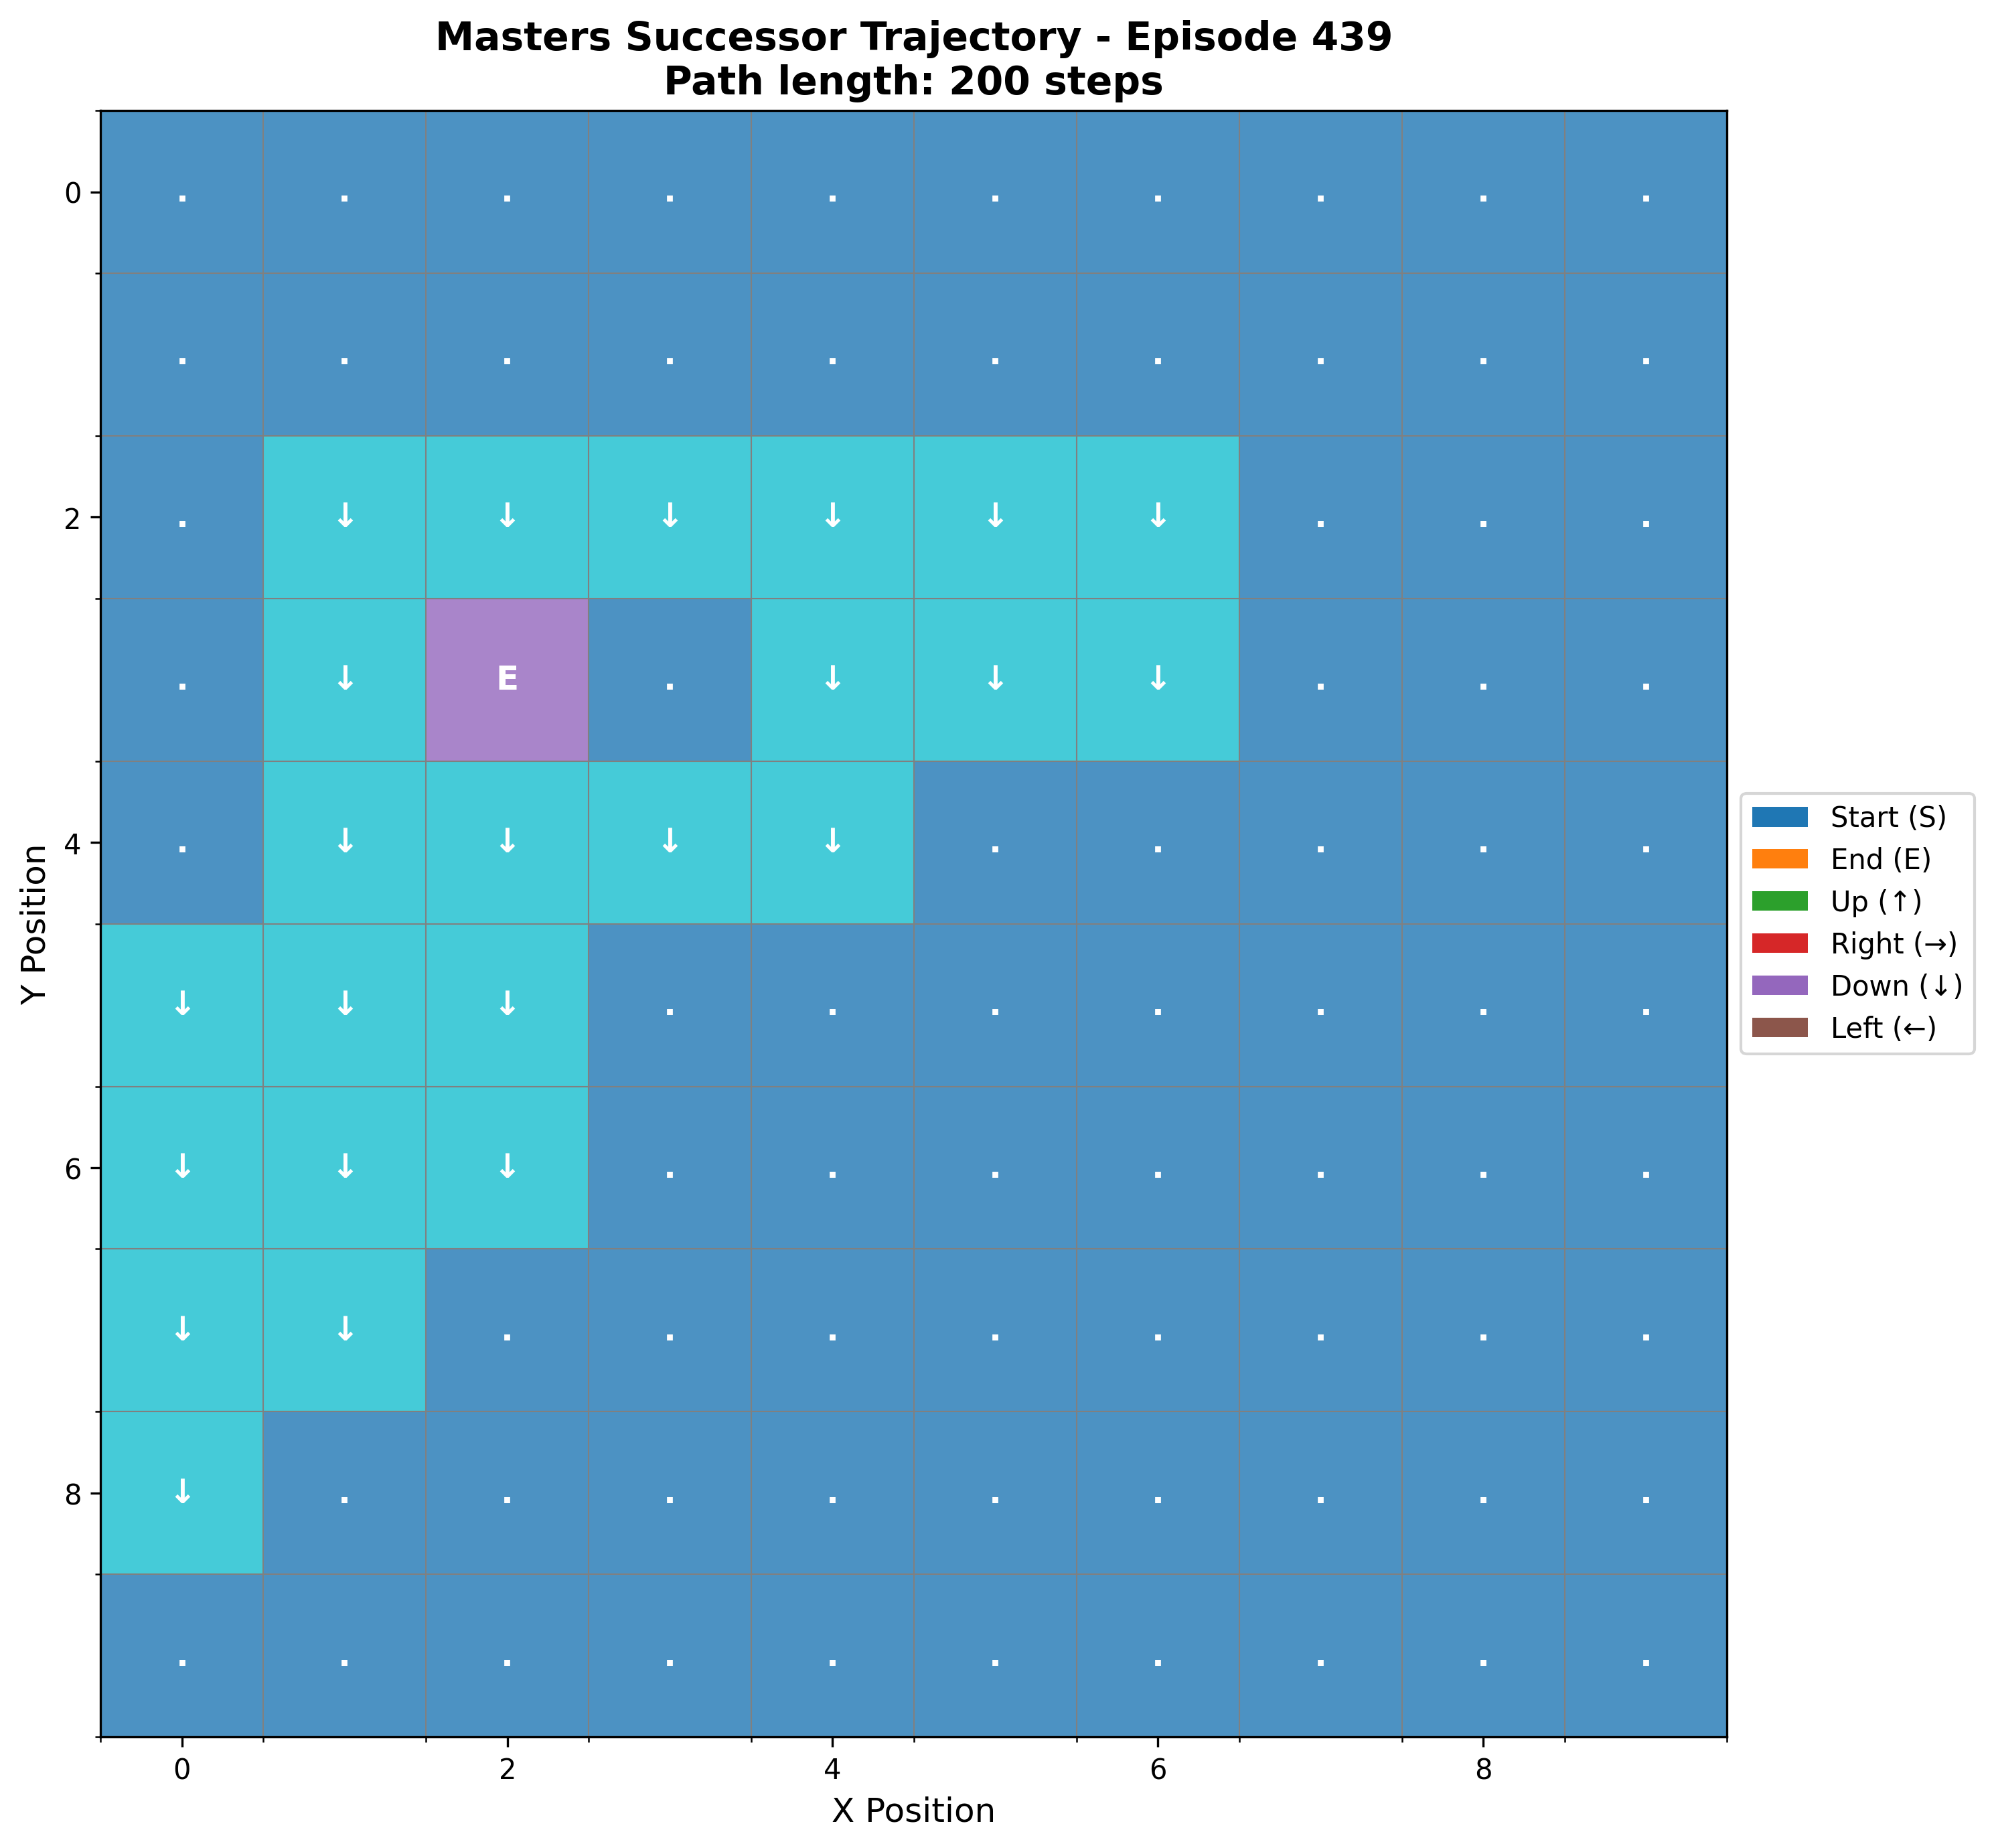 Masters Successor Trajectory - Episode 439
Path length: 200 steps
0 . . . . . . . . . .
. . . . . . . . . .
2 . ↓ ↓ ↓ ↓ ↓ ↓ . . .
. ↓ E . ↓ ↓ ↓ . . .
4 . ↓ ↓ ↓ ↓ . . . . .
↓ ↓ ↓ . . . . . . .
6 ↓ ↓ ↓ . . . . . . .
↓ ↓ . . . . . . . .
8 ↓ . . . . . . . . .
. . . . . . . . . .
0 2 4 6 8
X Position
Y Position
Start (S)
End (E)
Up (↑)
Right (→)
Down (↓)
Left (←)